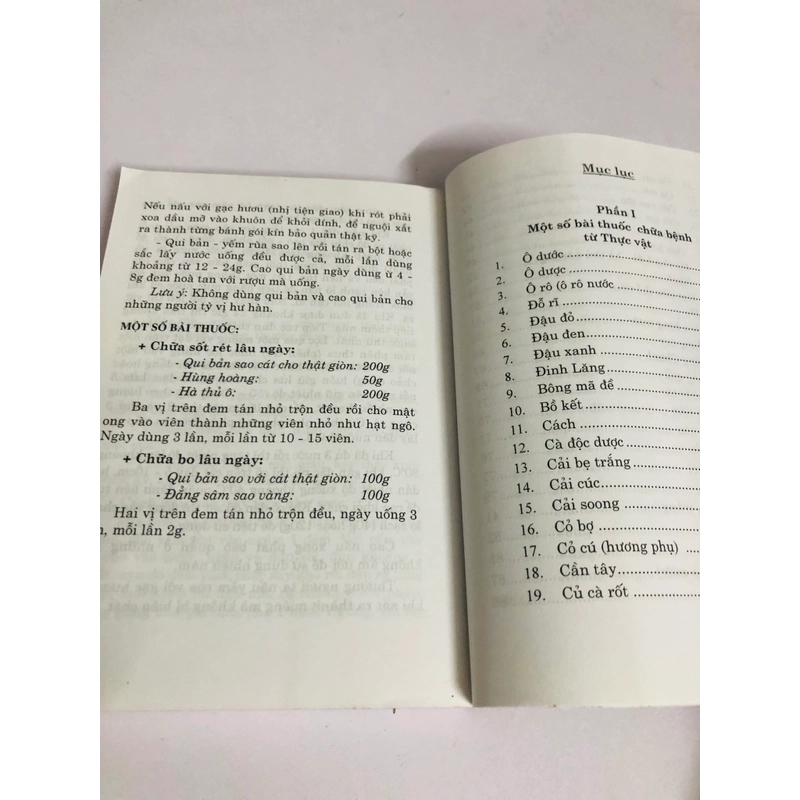 Nếu nấu với gạc hươu (nhị tiện giao) khi rót phải
xoa dầu mỡ vào khuôn để khỏi dính, để nguội xắt
ra thành từng bánh gói kín bảo quản thật kỹ.
- Qui bản - yếm rùa sao lên rồi tán ra bột hoặc
sắc lấy nước uống đều được cả, mỗi lần dùng
khoảng từ 12 - 24g. Cao qui bản ngày dùng ừ 4 -
8g đem hoà tan với rượu mà uống.
Lưu ý: Không dùng qui bản và cao qui bản cho
những người tỳ vị hư hàn.
MỘT SỐ BÀI THUỐC:
+ Chữa sốt rét lâu ngày:
- Qui bản sao cát cho thật giòn: 200g
- Hùng hoàng: 50g
- Hà thủ ô: 200g
Ba vị trên đem tán nhỏ trộn đều rồi cho mật
ong vào viên thành những viên nhỏ như hạt ngô.
Ngày dùng 3 lần, mỗi lần từ 10 - 15 viên.
+ Chữa bo lâu ngày:
- Qui bản sao với cát thật giòn: 100g
- Đẳng sâm sao vàng: 100g
Hai vị trên đem tán nhỏ trộn đều, ngày uống 3
, mỗi lần 2g.
Mục lục
Phần I
Một số bài thuốc chữa bệnh
từ Thực vật
1. Ô dước
2. Ô dược
3. Ô rô (ô rô nước
4. Đỗ rĩ
5. Đậu đỏ
6. Đậu đen
7. Đậu xanh
8. Đinh Lăng
9. Bông mã đề
10. Bồ kết
11. Cách
12. Cà độc dược
13. Cải bẹ trắng
14. Cải cúc
15. Cải soong
16. Cỏ bợ
17. Cỏ cú (hương phụ)
18. Cần tây
19. Củ cà rốt